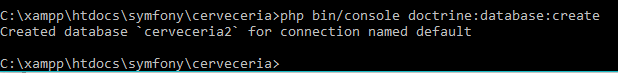 C:\xampp\htdocs\symfony\cerveceria>php bin/console doctrine:database:create
Created database `cerveceria2` for connection named default
C:\xampp\htdocs\symfony\cerveceria>